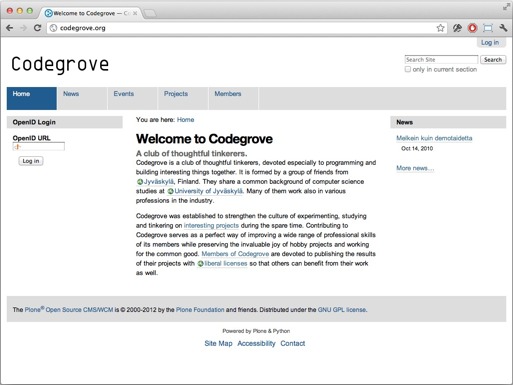 Welcome to Codegrove — C
codegrove.org
Log in
Codegrove
Search Site
Search
only in current section
Home News Events Projects Members
OpenID Login
OpenID URL
Log in
You are here: Home
Welcome to Codegrove
A club of thoughtful tinkerers.
Codegrove is a club of thoughtful tinkerers, devoted especially to programming and
building interesting things together. It is formed by a group of friends from
Jyväskylä, Finland. They share a common background of computer science
studies at University of Jyväskylä. Many of them work also in various
professions in the industry.
Codegrove was established to strengthen the culture of experimenting, studying
and tinkering on interesting projects during the spare time. Contributing to
Codegrove serves as a perfect way of improving a wide range of professional skills
of its members while preserving the invaluable joy of hobby projects and working
for the common good. Members of Codegrove are devoted to publishing the results
of their projects with liberal licenses so that others can benefit from their work
as well.
News
Melkein kuin demotaidetta
Oct 14, 2010
More news…
The Plone® Open Source CMS/WCM is © 2000-2012 by the Plone Foundation and friends. Distributed under the GNU GPL license.
Powered by Plone & Python
Site Map Accessibility Contact